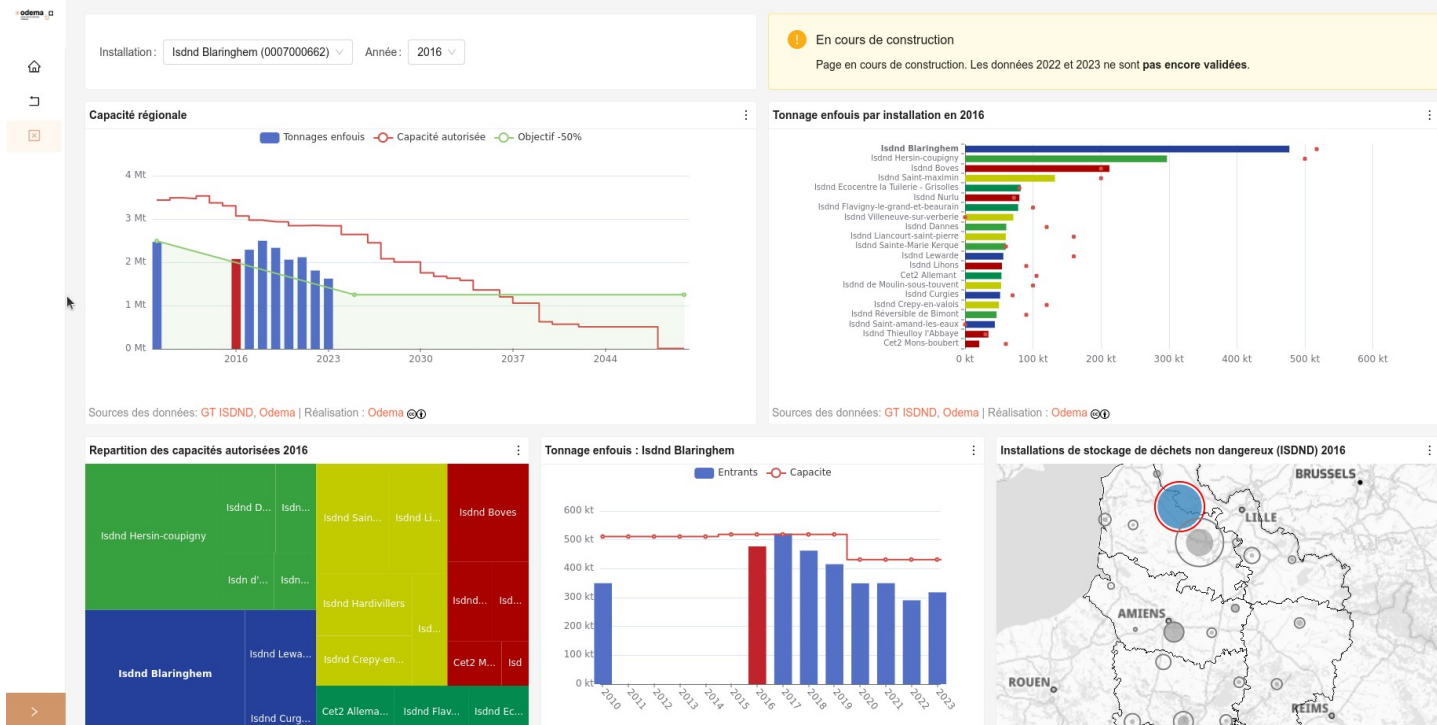 odema
Installation :
Isdnd Blaringhem (0007000662)
Année :
2016
En cours de construction
Page en cours de construction. Les données 2022 et 2023 ne sont pas encore validées.
Capacité régionale
Tonnages enfouis
Capacité autorisée
Objectif -50%
4 Mt
3 Mt
2 Mt
1 Mt
0 Mt
2016
2023
2030
2037
2044
Sources des données: GT ISDND, Odema | Réalisation : Odema
Tonnage enfouis par installation en 2016
Isdnd Blaringhem
Isdnd Hersin-coupigny
Isdnd Boves
Isdnd Saint-maximin
Isdnd Ecocentre la Tuilerie - Grisolles
Isdnd Nurlu
Isdnd Flavigny-le-grand-et-beaurain
Isdnd Villeneuve-sur-verberie
Isdnd Dannes
Isdnd Liancourt-saint-pierre
Isdnd Sainte-Marie Kerque
Isdnd Lewarde
Isdnd Lihons
Cet2 Allemant
Isdnd de Moulin-sous-touvent
Isdnd Curgies
Isdnd Crepy-en-valois
Isdnd Réversible de Bimont
Isdnd Saint-amand-les-eaux
Isdnd Thieulloy l'Abbaye
Cet2 Mons-boubert
0 kt
100 kt
200 kt
300 kt
400 kt
500 kt
600 kt
Sources des données: GT ISDND, Odema | Réalisation : Odema
Repartition des capacités autorisées 2016
Isdnd Hersin-coupigny
Isdnd D...
Isdn...
Isdn d'...
Isdn...
Isdnd Blaringhem
Isdnd Lewa...
Isdnd Curg...
Isdnd Sain...
Isdnd Li...
Isdnd Hardivillers
Isd...
Isdnd Crepy-en...
Isdnd Boves
Isdnd...
Isd...
Cet2 M...
Isd
Cet2 Allema...
Isdnd Flav...
Isdnd Ec...
Tonnage enfouis : Isdnd Blaringhem
Entrants
Capacite
600 kt
500 kt
400 kt
300 kt
200 kt
100 kt
0 kt
2010
2011
2012
2013
2014
2015
2016
2017
2018
2019
2020
2021
2022
2023
Installations de stockage de déchets non dangereux (ISDND) 2016
BRUSSELS
LILLE
AMIENS
ROUEN
REIMS